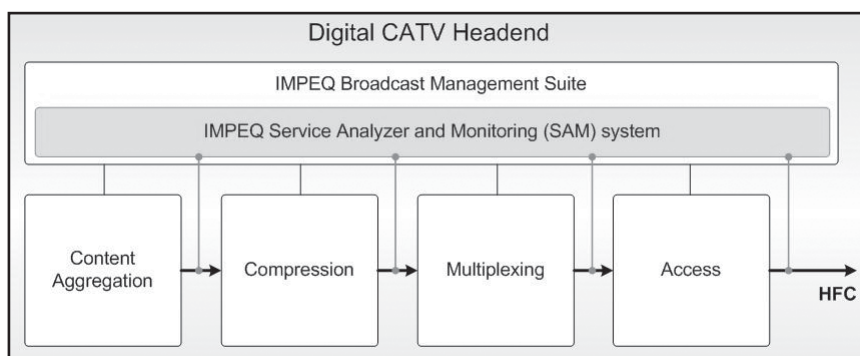 Digital CATV Headend
IMPEQ Broadcast Management Suite
IMPEQ Service Analyzer and Monitoring (SAM) system
Content
Aggregation
Compression
Multiplexing
Access
HFC